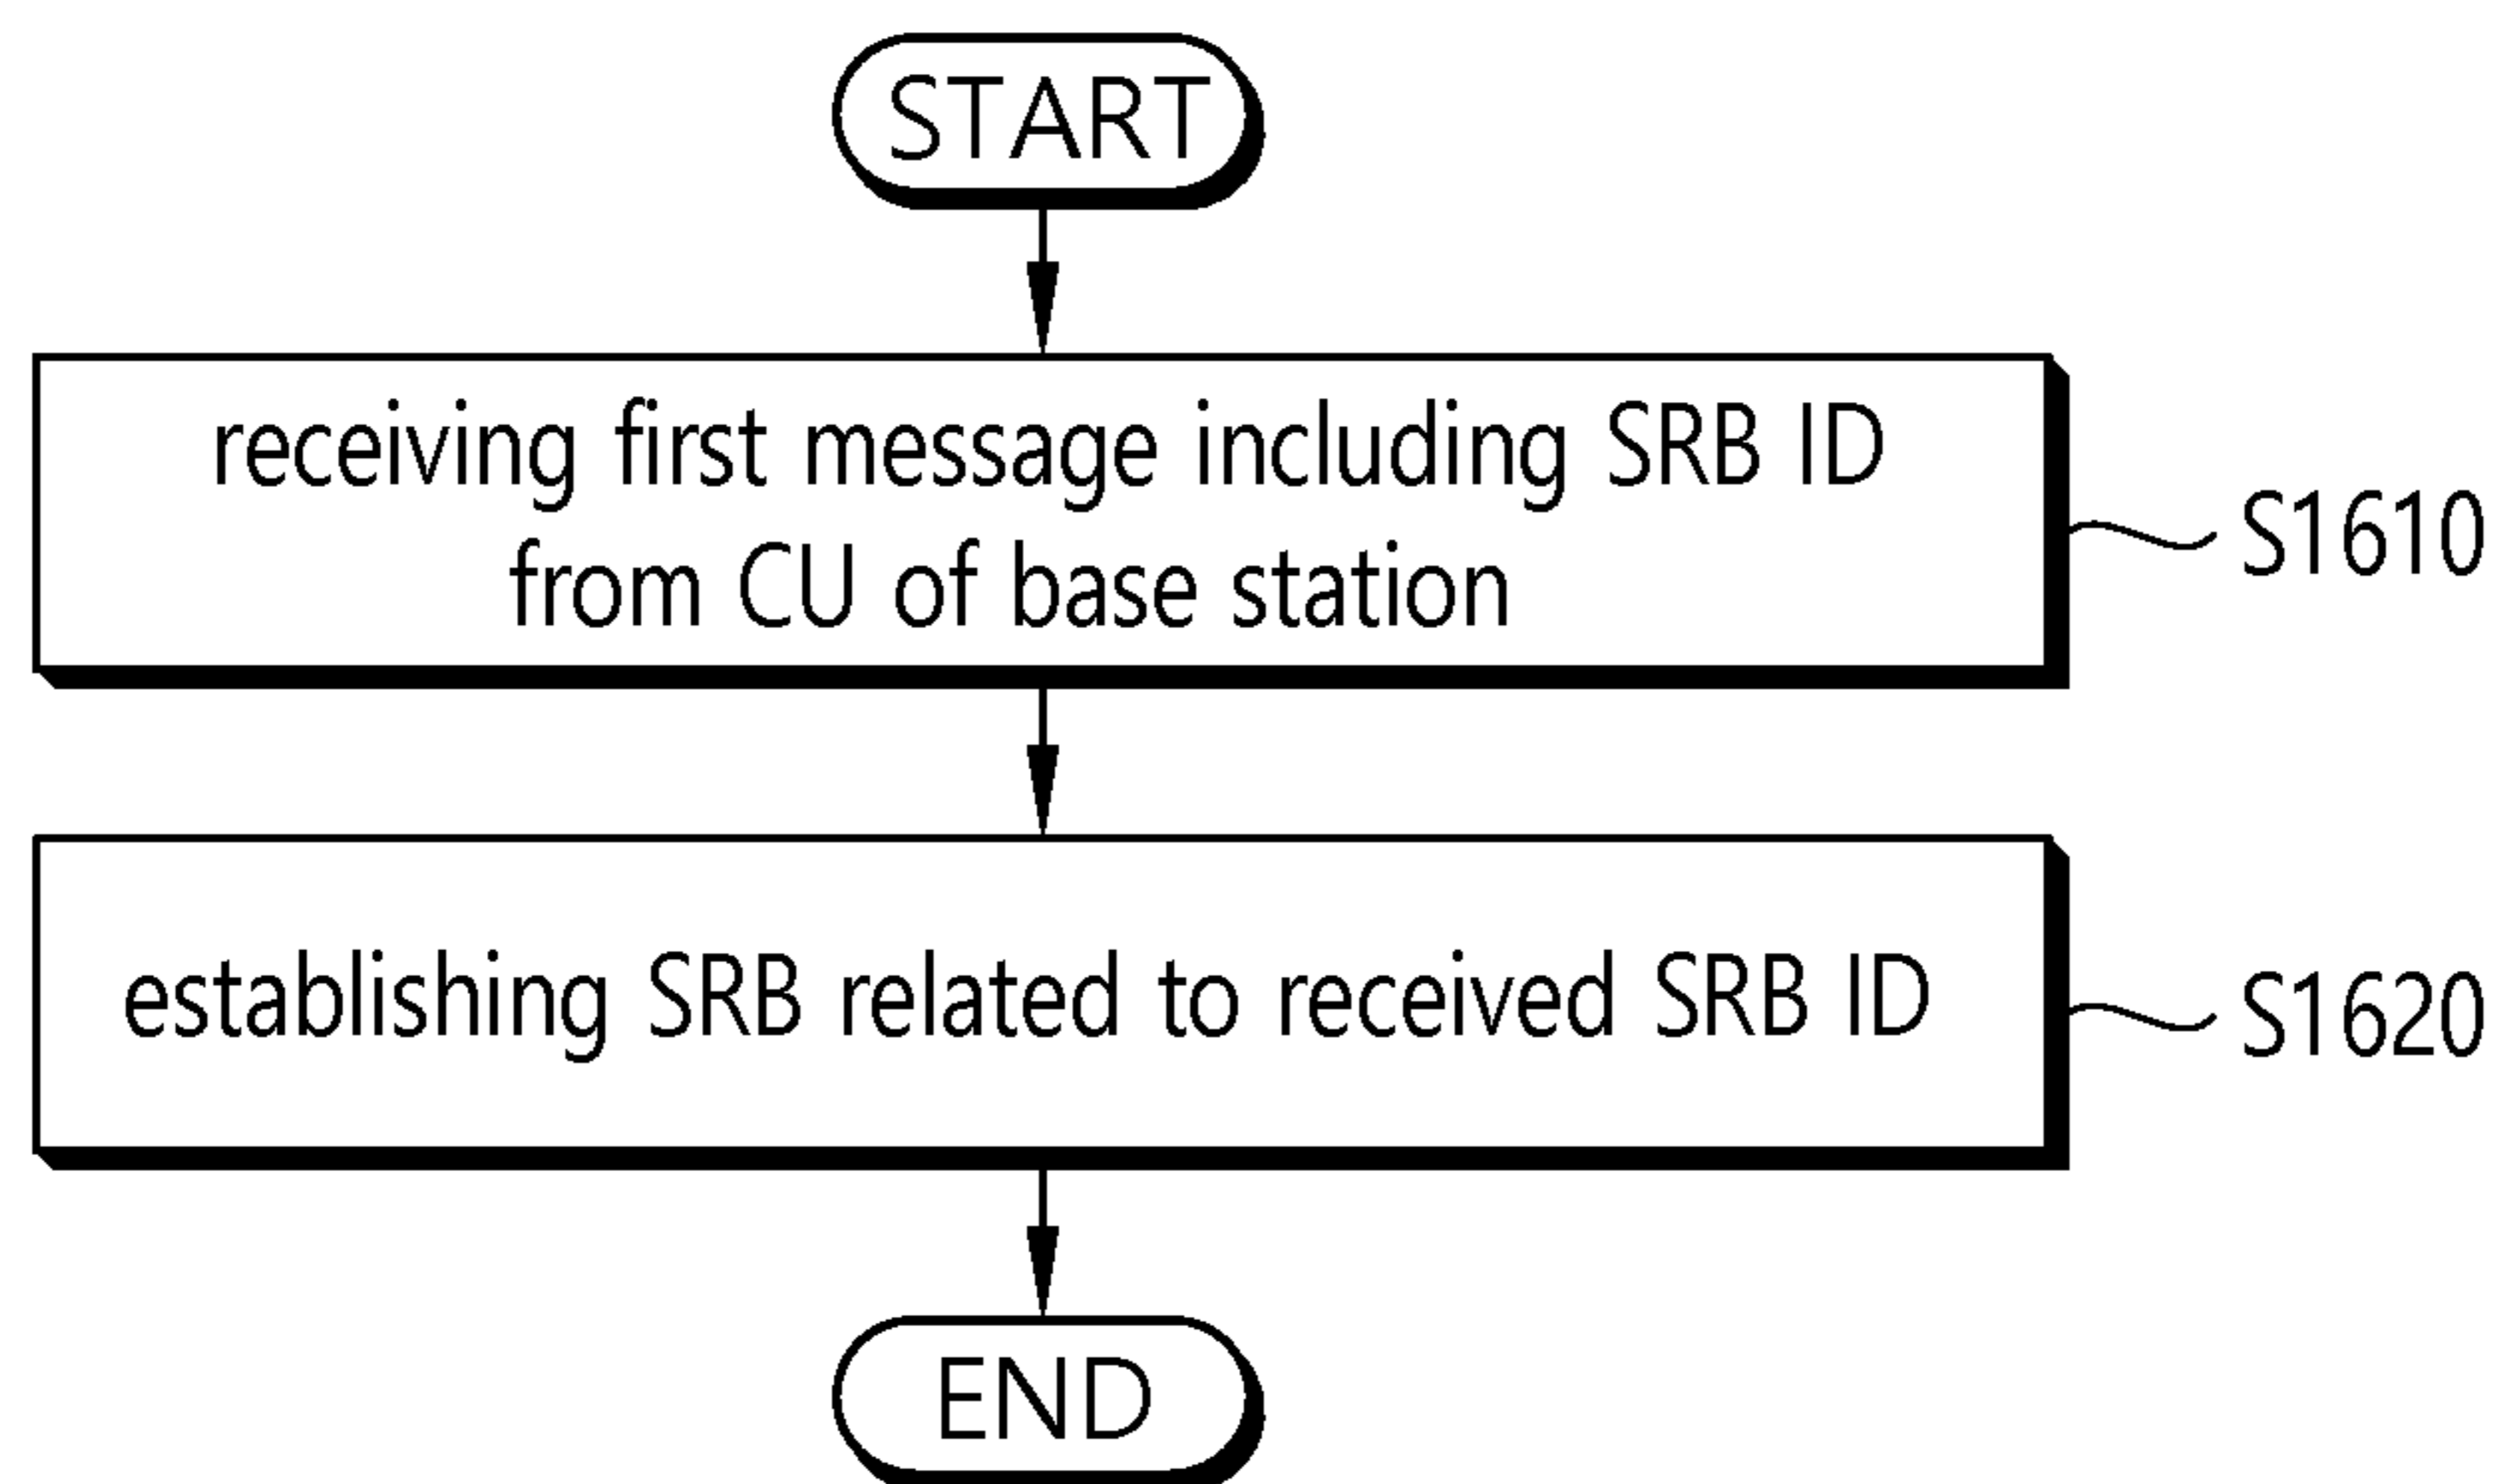 START
receiving first message including SRB ID
from CU of base station
S1610
establishing SRB related to received SRB ID
S1620
END